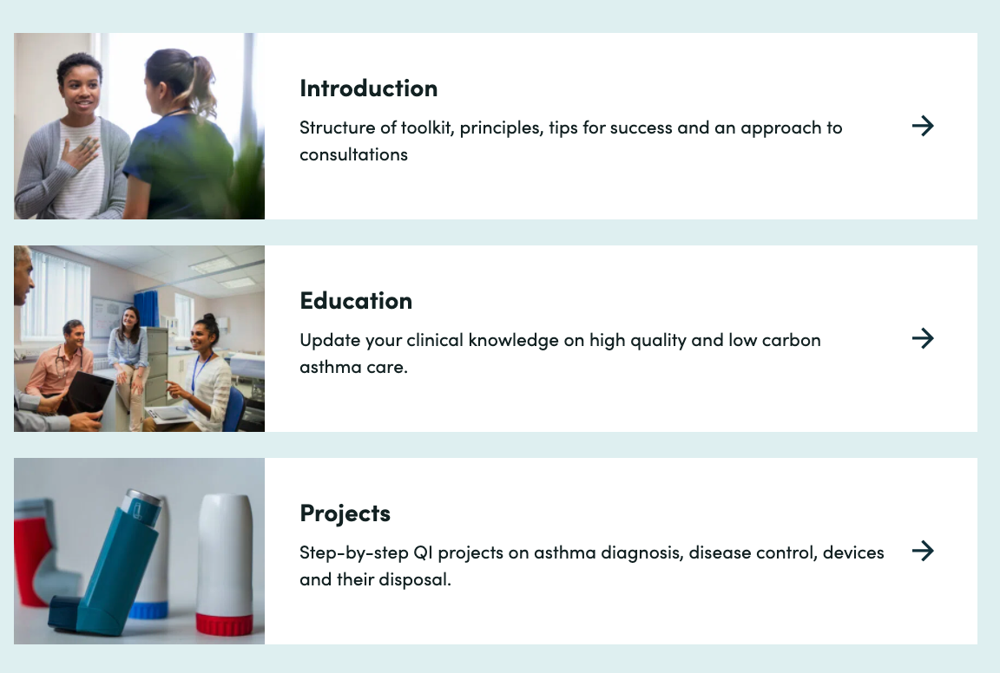 Introduction
Structure of toolkit, principles, tips for success and an approach to
consultations
Education
Update your clinical knowledge on high quality and low carbon
asthma care.
Projects
Step-by-step QI projects on asthma diagnosis, disease control, devices
and their disposal.